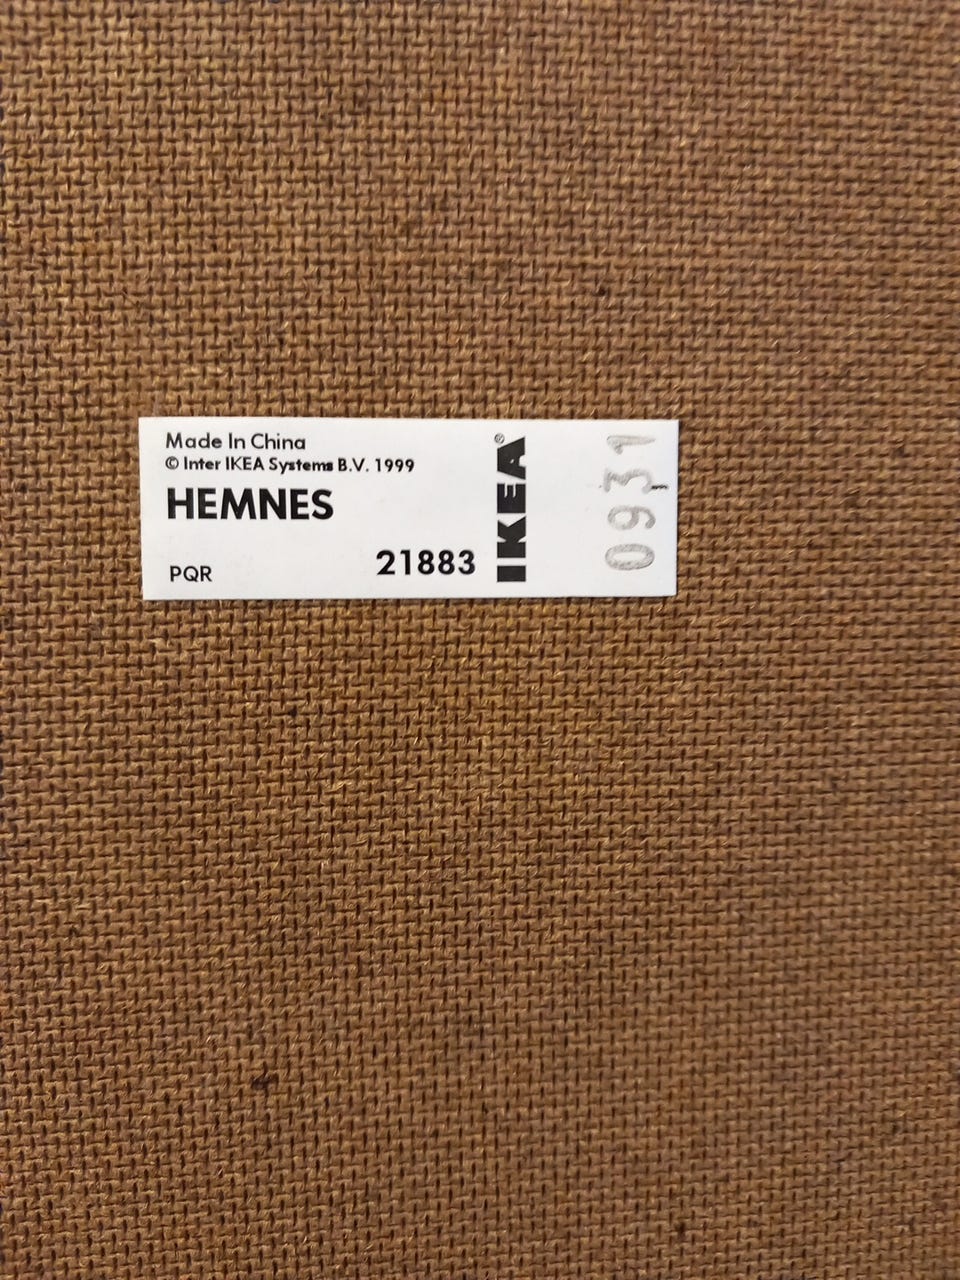 Made In China
© Inter IKEA Systems B.V. 1999
HEMNES
PQR
21883
IKEA®
0931